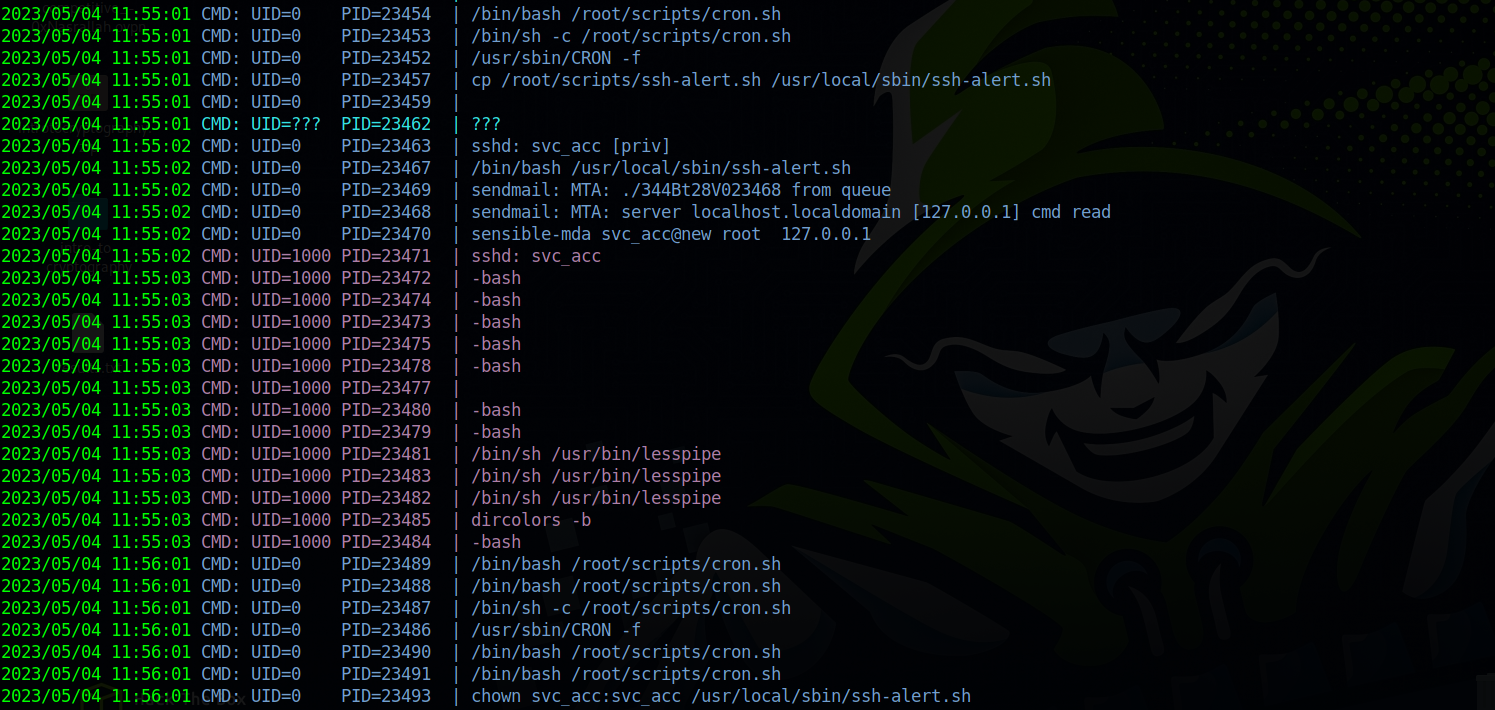 2023/05/04 11:55:01 CMD: UID=0    PID=23454  | /bin/bash /root/scripts/cron.sh
2023/05/04 11:55:01 CMD: UID=0    PID=23453  | /bin/sh -c /root/scripts/cron.sh
2023/05/04 11:55:01 CMD: UID=0    PID=23452  | /usr/sbin/CRON -f
2023/05/04 11:55:01 CMD: UID=0    PID=23457  | cp /root/scripts/ssh-alert.sh /usr/local/sbin/ssh-alert.sh
2023/05/04 11:55:01 CMD: UID=0    PID=23459  |
2023/05/04 11:55:01 CMD: UID=???  PID=23462  | ???
2023/05/04 11:55:02 CMD: UID=0    PID=23463  | sshd: svc_acc [priv]
2023/05/04 11:55:02 CMD: UID=0    PID=23467  | /bin/bash /usr/local/sbin/ssh-alert.sh
2023/05/04 11:55:02 CMD: UID=0    PID=23469  | sendmail: MTA: ./344Bt28V023468 from queue
2023/05/04 11:55:02 CMD: UID=0    PID=23468  | sendmail: MTA: server localhost.localdomain [127.0.0.1] cmd read
2023/05/04 11:55:02 CMD: UID=0    PID=23470  | sensible-mda svc_acc@new root  127.0.0.1
2023/05/04 11:55:02 CMD: UID=1000 PID=23471  | sshd: svc_acc
2023/05/04 11:55:03 CMD: UID=1000 PID=23472  | -bash
2023/05/04 11:55:03 CMD: UID=1000 PID=23474  | -bash
2023/05/04 11:55:03 CMD: UID=1000 PID=23473  | -bash
2023/05/04 11:55:03 CMD: UID=1000 PID=23475  | -bash
2023/05/04 11:55:03 CMD: UID=1000 PID=23478  | -bash
2023/05/04 11:55:03 CMD: UID=1000 PID=23477  |
2023/05/04 11:55:03 CMD: UID=1000 PID=23480  | -bash
2023/05/04 11:55:03 CMD: UID=1000 PID=23479  | -bash
2023/05/04 11:55:03 CMD: UID=1000 PID=23481  | /bin/sh /usr/bin/lesspipe
2023/05/04 11:55:03 CMD: UID=1000 PID=23483  | /bin/sh /usr/bin/lesspipe
2023/05/04 11:55:03 CMD: UID=1000 PID=23482  | /bin/sh /usr/bin/lesspipe
2023/05/04 11:55:03 CMD: UID=1000 PID=23485  | dircolors -b
2023/05/04 11:55:03 CMD: UID=1000 PID=23484  | -bash
2023/05/04 11:56:01 CMD: UID=0    PID=23489  | /bin/bash /root/scripts/cron.sh
2023/05/04 11:56:01 CMD: UID=0    PID=23488  | /bin/bash /root/scripts/cron.sh
2023/05/04 11:56:01 CMD: UID=0    PID=23487  | /bin/sh -c /root/scripts/cron.sh
2023/05/04 11:56:01 CMD: UID=0    PID=23486  | /usr/sbin/CRON -f
2023/05/04 11:56:01 CMD: UID=0    PID=23490  | /bin/bash /root/scripts/cron.sh
2023/05/04 11:56:01 CMD: UID=0    PID=23491  | /bin/bash /root/scripts/cron.sh
2023/05/04 11:56:01 CMD: UID=0    PID=23493  | chown svc_acc:svc_acc /usr/local/sbin/ssh-alert.sh